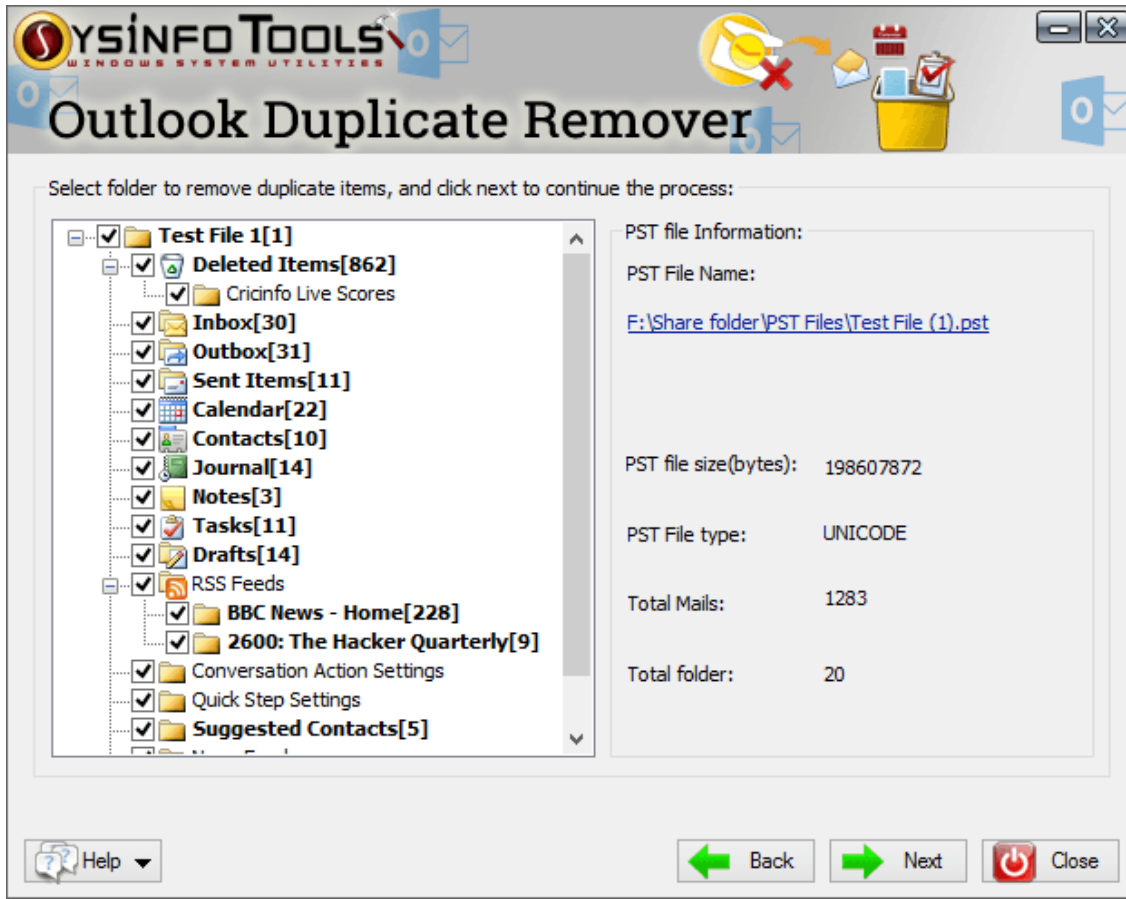 SYSINFOTOOLS
WINDOWS SYSTEM UTILITIES
Outlook Duplicate Remover
Select folder to remove duplicate items, and click next to continue the process:
Test File 1[1]
Deleted Items[862]
Cricinfo Live Scores
Inbox[30]
Outbox[31]
Sent Items[11]
Calendar[22]
Contacts[10]
Journal[14]
Notes[3]
Tasks[11]
Drafts[14]
RSS Feeds
BBC News - Home[228]
2600: The Hacker Quarterly[9]
Conversation Action Settings
Quick Step Settings
Suggested Contacts[5]
PST file Information:
PST File Name:
F:\Share folder\PST Files\Test File (1).pst
PST file size(bytes): 198607872
PST File type: UNICODE
Total Mails: 1283
Total folder: 20
Help
Back
Next
Close